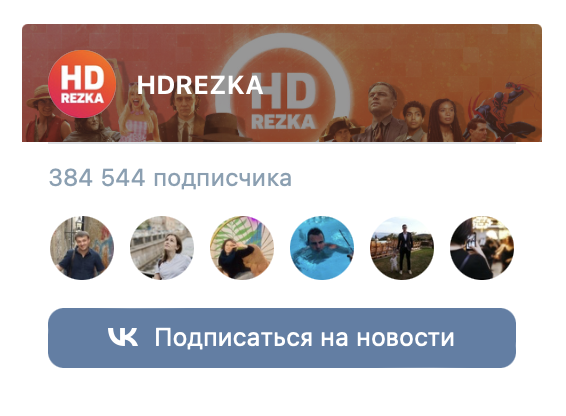 HD
REZKA
HDREZKA
HD
REZKA
384 544 подписчика
Подписаться на новости